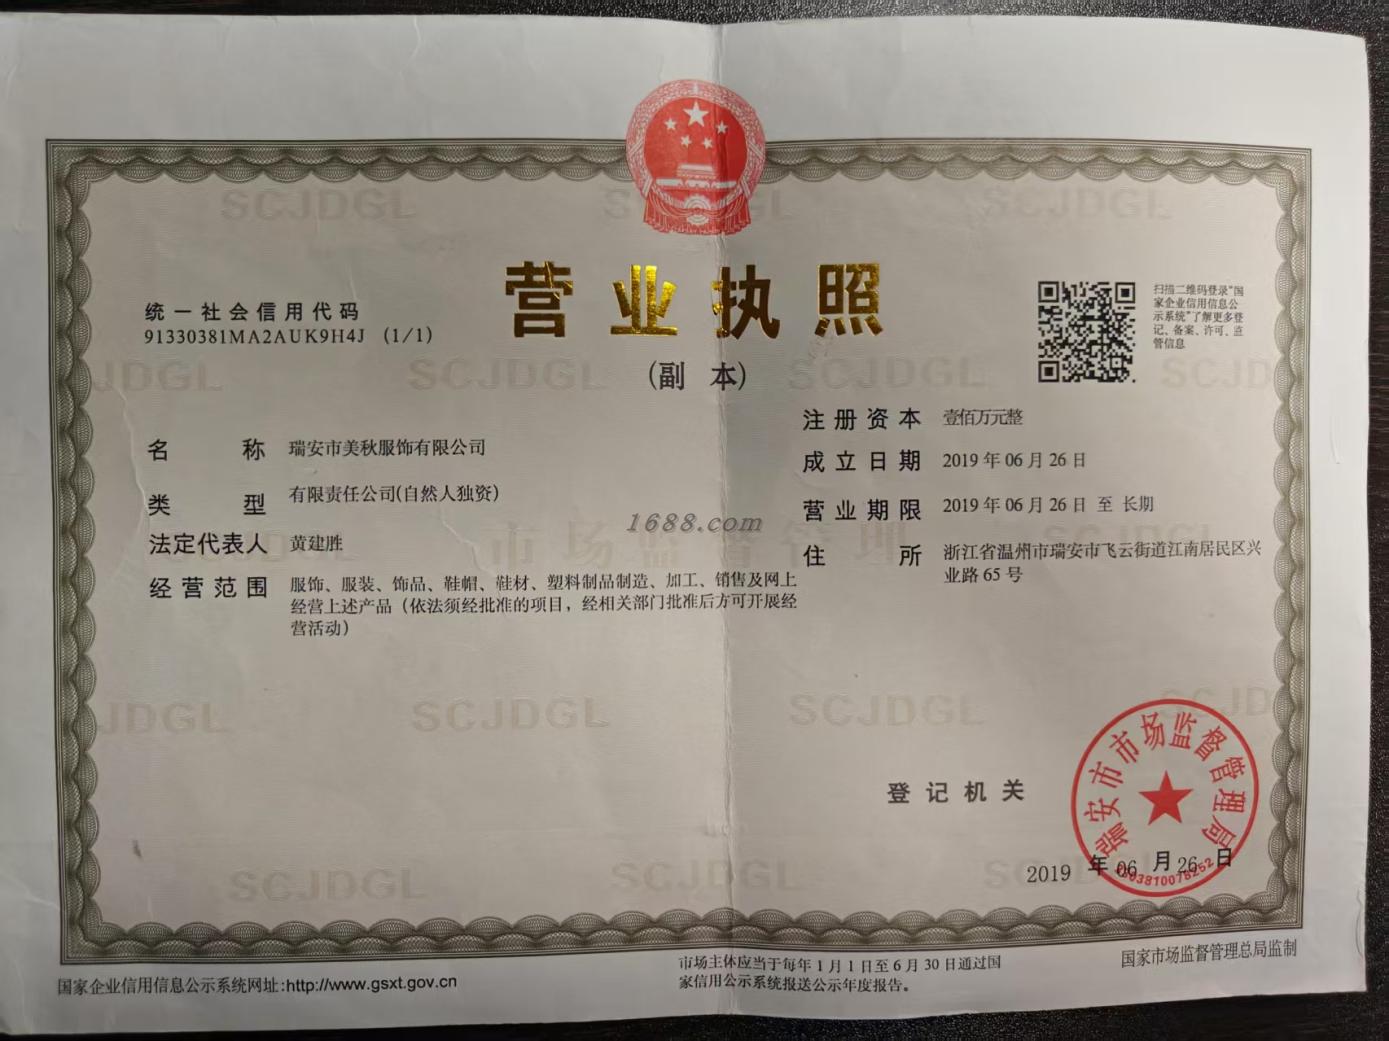 营业执照
(副 本)
统一社会信用代码
91330381MA2AUK9H4J (1/1)
扫描二维码登录"国
家企业信用信息公
示系统"了解更多登
记、备案、许可、监
管信息
名 称 瑞安市美秋服饰有限公司
类 型 有限责任公司(自然人独资)
法定代表人 黄建胜
经营范围 服饰、服装、饰品、鞋帽、鞋材、塑料制品制造、加工、销售及网上
经营上述产品（依法须经批准的项目，经相关部门批准后方可开展经
营活动）
注册资本 壹佰万元整
成立日期 2019年06月26日
营业期限 2019年06月26日 至 长期
住 所 浙江省温州市瑞安市飞云街道江南居民区兴
业路65号
1688.com
市场监督管理
SCJDGL
登记机关
瑞安市市场监督管理局
2019 年 06 月 26 日
国家企业信用信息公示系统网址:http://www.gsxt.gov.cn
市场主体应当于每年1月1日至6月30日通过国
家信用公示系统报送公示年度报告。
国家市场监督管理总局监制